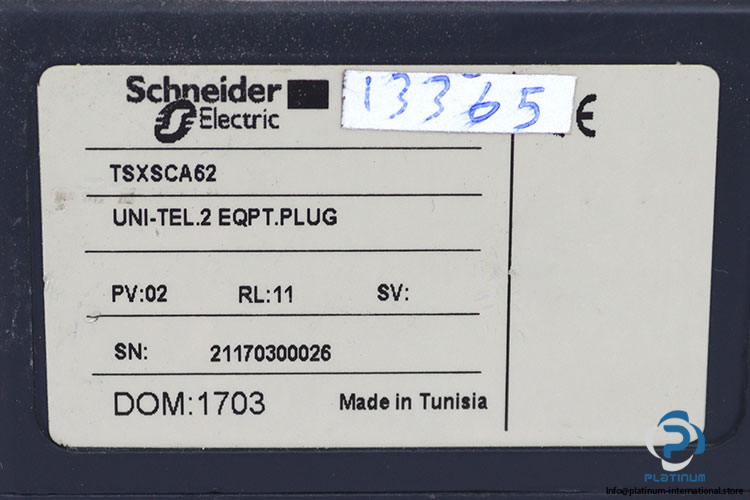 Schneider
Electric
13365
CE
TSXSCA62
UNI-TEL.2 EQPT.PLUG
PV:02 RL:11 SV:
SN: 21170300026
DOM:1703 Made in Tunisia
PLATINUM
Info@platinum-international.store